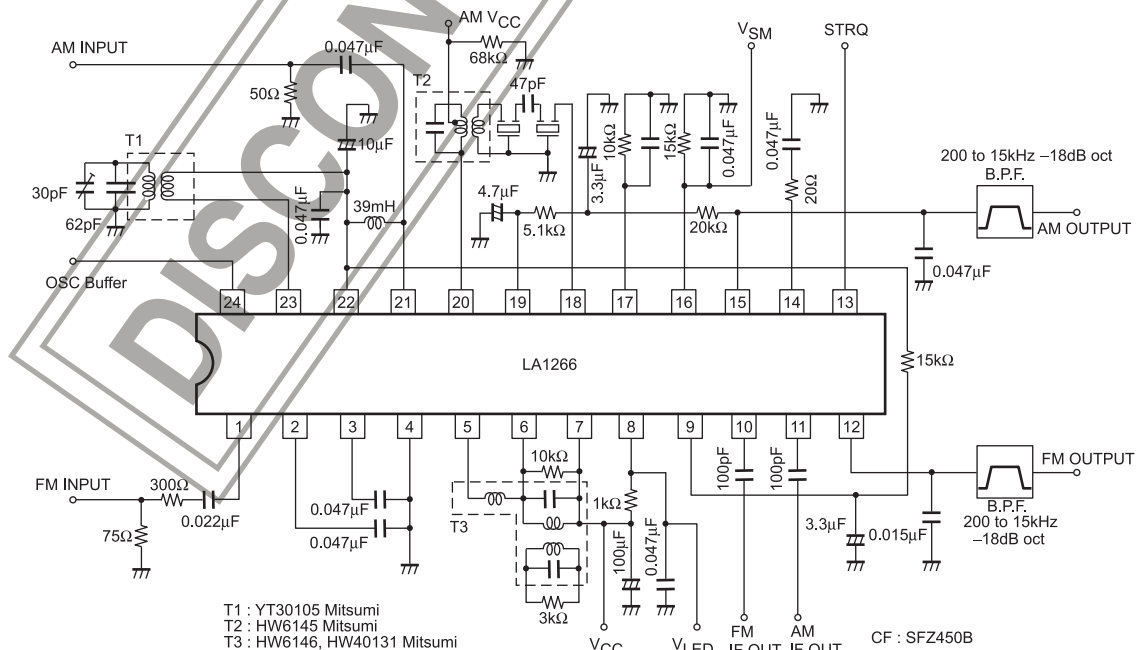 AM INPUT
0.047μF
50Ω
AM VCC
68kΩ
T2
47pF
VSM
STRQ
T1
10μF
30pF
62pF
0.047μF
39mH
4.7μF
5.1kΩ
3.3μF
10kΩ
15kΩ
0.047μF
20kΩ
0.047μF
20Ω
200 to 15kHz –18dB oct
B.P.F.
AM OUTPUT
0.047μF
OSC Buffer
24 23 22 21 20 19 18 17 16 15 14 13
LA1266
15kΩ
1 2 3 4 5 6 7 8 9 10 11 12
FM INPUT
300Ω
0.022μF
75Ω
0.047μF
0.047μF
10kΩ
T3
3kΩ
1kΩ
100μF
0.047μF
100pF
100pF
3.3μF
0.015μF
FM OUTPUT
B.P.F.
200 to 15kHz
–18dB oct
T1 : YT30105 Mitsumi
T2 : HW6145 Mitsumi
T3 : HW6146, HW40131 Mitsumi
VCC
VLED
FM
IF OUT
AM
IF OUT
CF : SFZ450B
DISCON